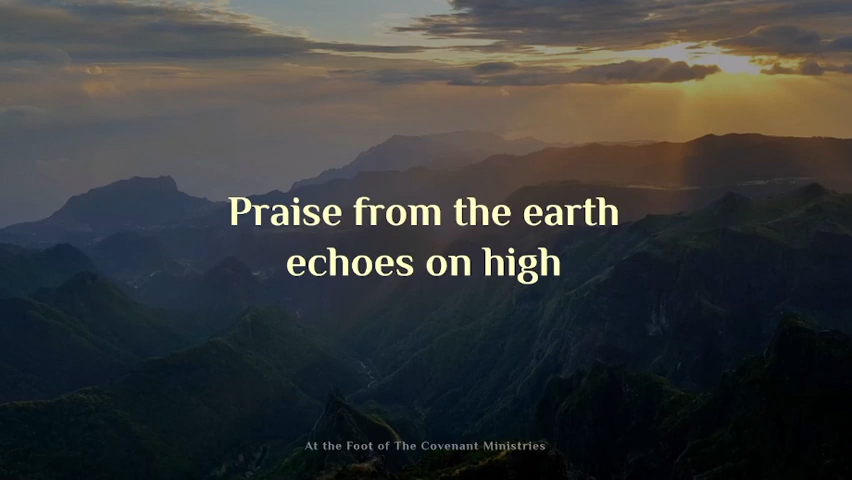 Praise from the earth
echoes on high
At the Foot of The Covenant Ministries